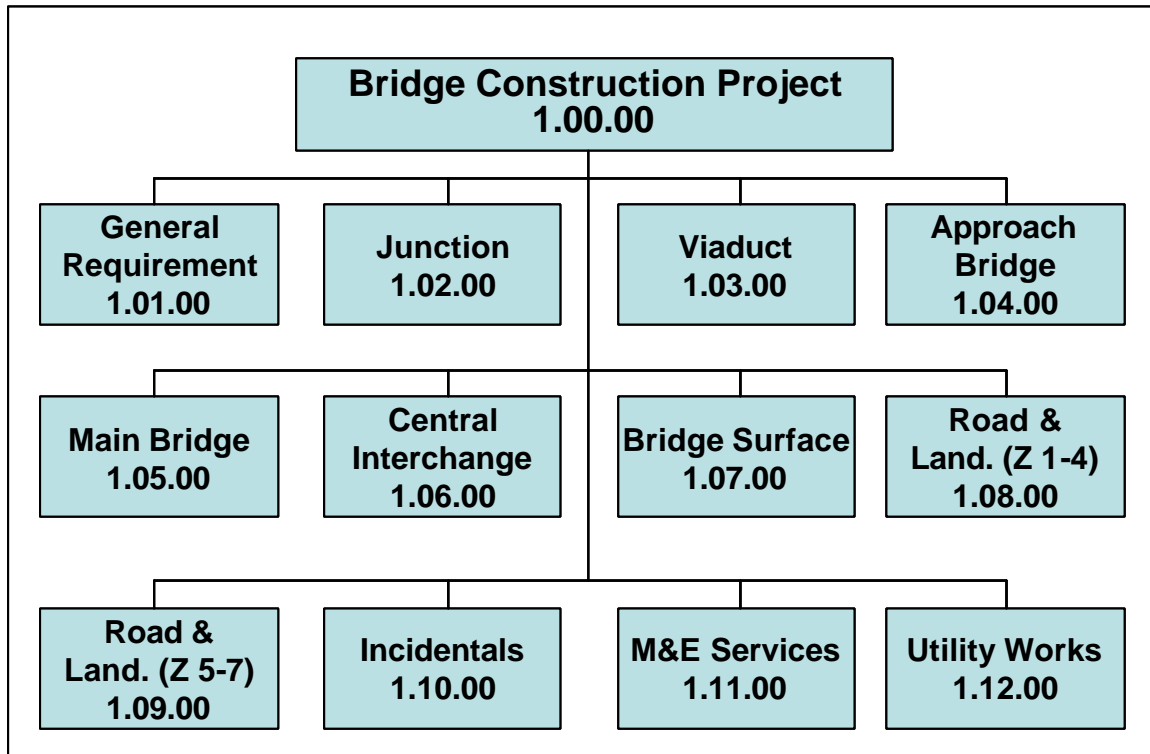 Bridge Construction Project
1.00.00
General
Requirement
1.01.00
Junction
1.02.00
Viaduct
1.03.00
Approach
Bridge
1.04.00
Main Bridge
1.05.00
Central
Interchange
1.06.00
Bridge Surface
1.07.00
Road &
Land. (Z 1-4)
1.08.00
Road &
Land. (Z 5-7)
1.09.00
Incidentals
1.10.00
M&E Services
1.11.00
Utility Works
1.12.00